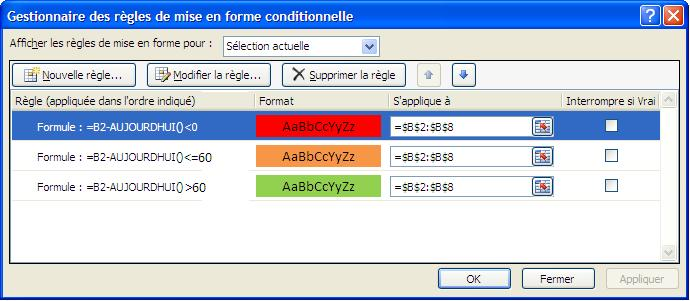 Gestionnaire des règles de mise en forme conditionnelle
Afficher les règles de mise en forme pour : Sélection actuelle
Nouvelle règle... Modifier la règle... Supprimer la règle
Règle (appliquée dans l'ordre indiqué) Format S'applique à Interrompre si Vrai
Formule : =B2-AUJOURDHUI()<0 AaBbCcYyZz =$B$2:$B$8
Formule : =B2-AUJOURDHUI()<=60 AaBbCcYyZz =$B$2:$B$8
Formule : =B2-AUJOURDHUI()>60 AaBbCcYyZz =$B$2:$B$8
OK Fermer Appliquer